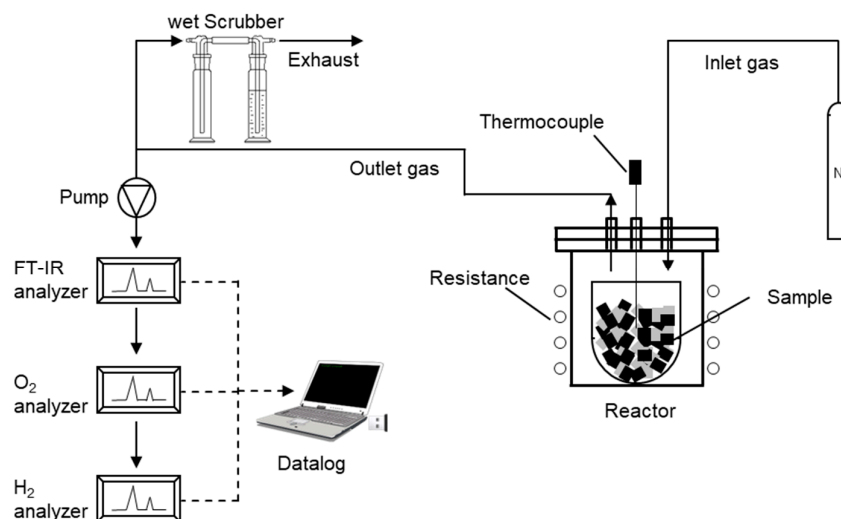 wet Scrubber
Exhaust
Inlet gas
Thermocouple
Outlet gas
N
Pump
FT-IR
analyzer
Resistance
Sample
O₂
analyzer
Reactor
Datalog
H₂
analyzer